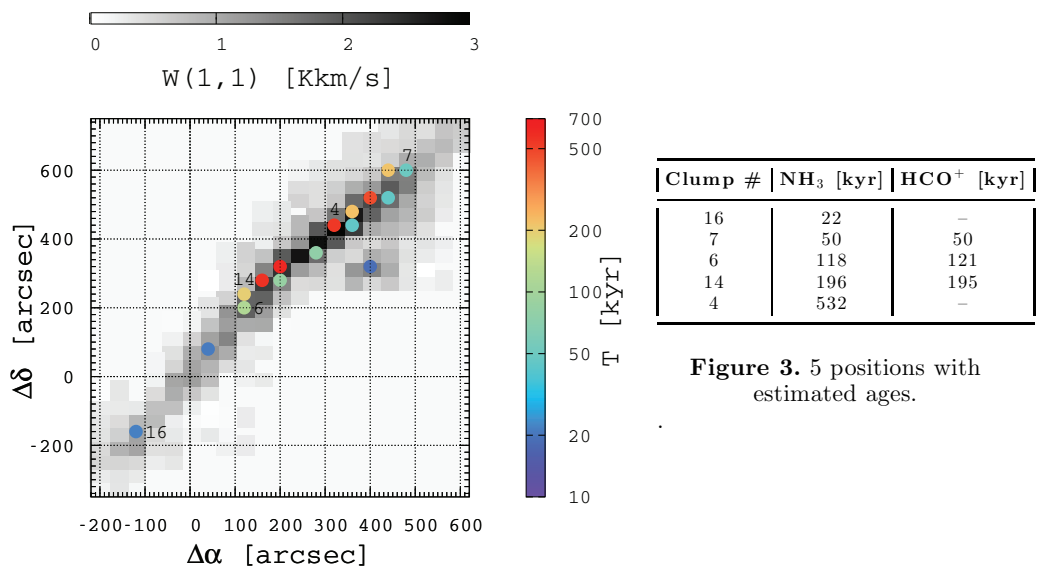 0 1 2 3
W(1,1) [Kkm/s]
600
400
200
0
-200
Δδ [arcsec]
7
4
14
6
16
-200 -100 0 100 200 300 400 500 600
Δα [arcsec]
700
500
200
100
50
20
10
T [kyr]
Clump # NH₃ [kyr] HCO⁺ [kyr]
16 22 –
7 50 50
6 118 121
14 196 195
4 532 –
Figure 3. 5 positions with
estimated ages.
.